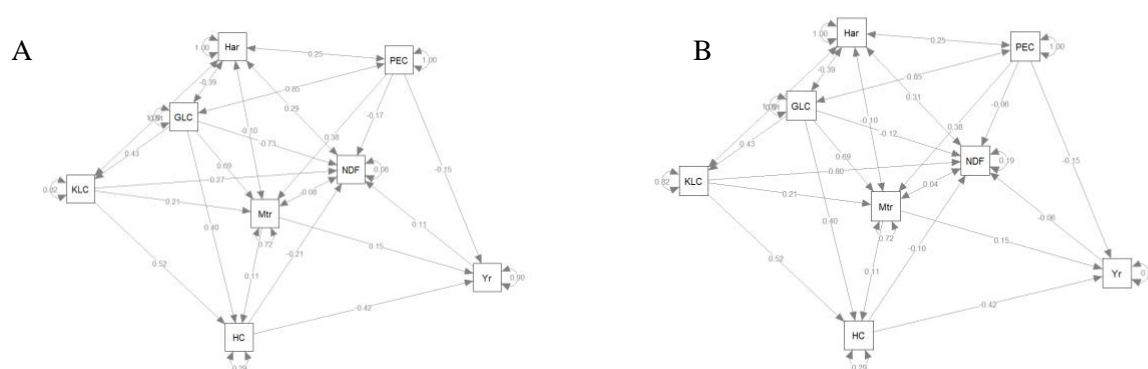 A
Har
1.00
0.25
PEC
1.00
-0.39
0.85
GLC
0.29
-0.10
0.38
-0.17
0.43
-0.73
-0.15
0.69
NDF
KLC
0.27
0.21
Mtr
-0.08
0.11
0.40
0.72
-0.21
0.15
0.52
0.11
Yr
0.90
0.42
HC
0.29
B
Har
1.00
0.25
PEC
1.00
-0.39
0.85
GLC
0.31
-0.10
0.38
-0.06
0.43
-0.12
-0.15
0.69
NDF
0.19
KLC
0.80
0.21
Mtr
0.04
-0.06
0.40
0.72
-0.10
0.15
0.52
0.11
Yr
-0.42
HC
0.29